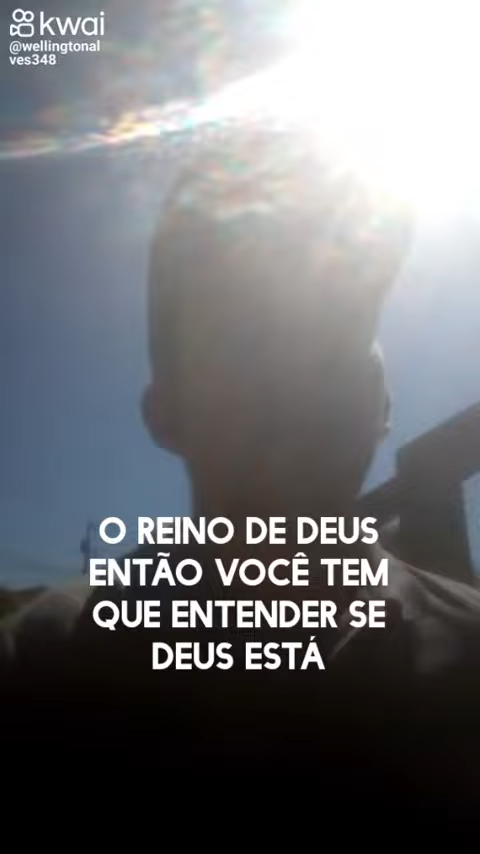 kwai
@wellingtonal
ves348
O REINO DE DEUS
ENTÃO VOCÊ TEM
QUE ENTENDER SE
DEUS ESTÁ